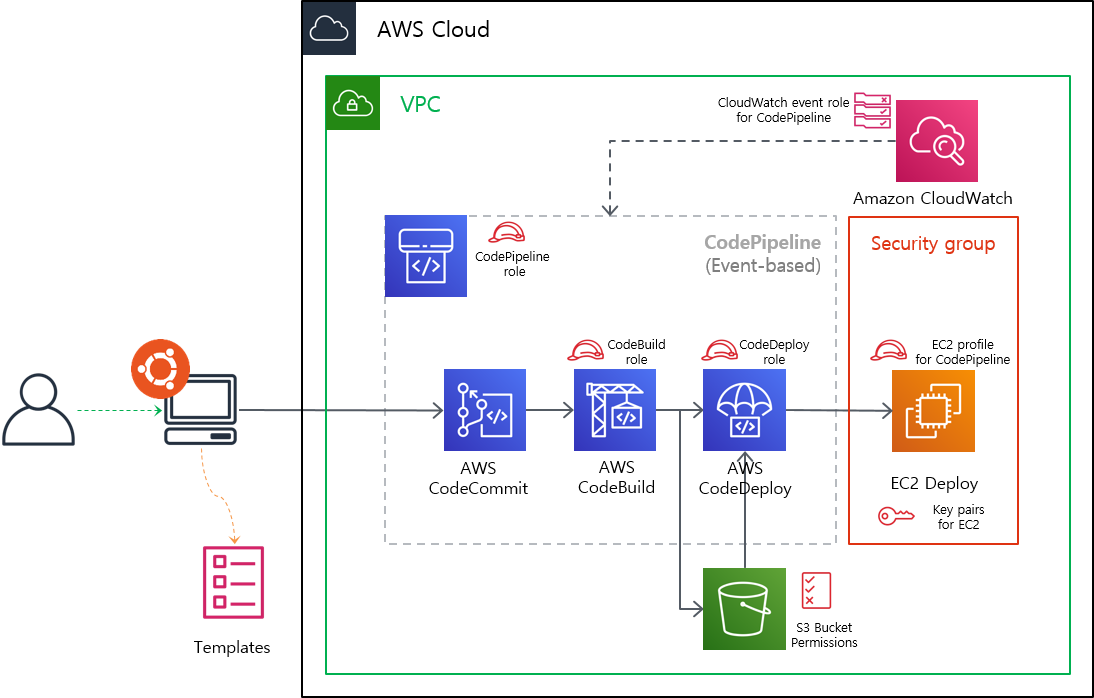 AWS Cloud
VPC
CloudWatch event role
for CodePipeline
Amazon CloudWatch
CodePipeline
role
CodePipeline
(Event-based)
Security group
CodeBuild
role
CodeDeploy
role
EC2 profile
for CodePipeline
AWS
CodeCommit
AWS
CodeBuild
AWS
CodeDeploy
EC2 Deploy
Key pairs
for EC2
Templates
S3 Bucket
Permissions